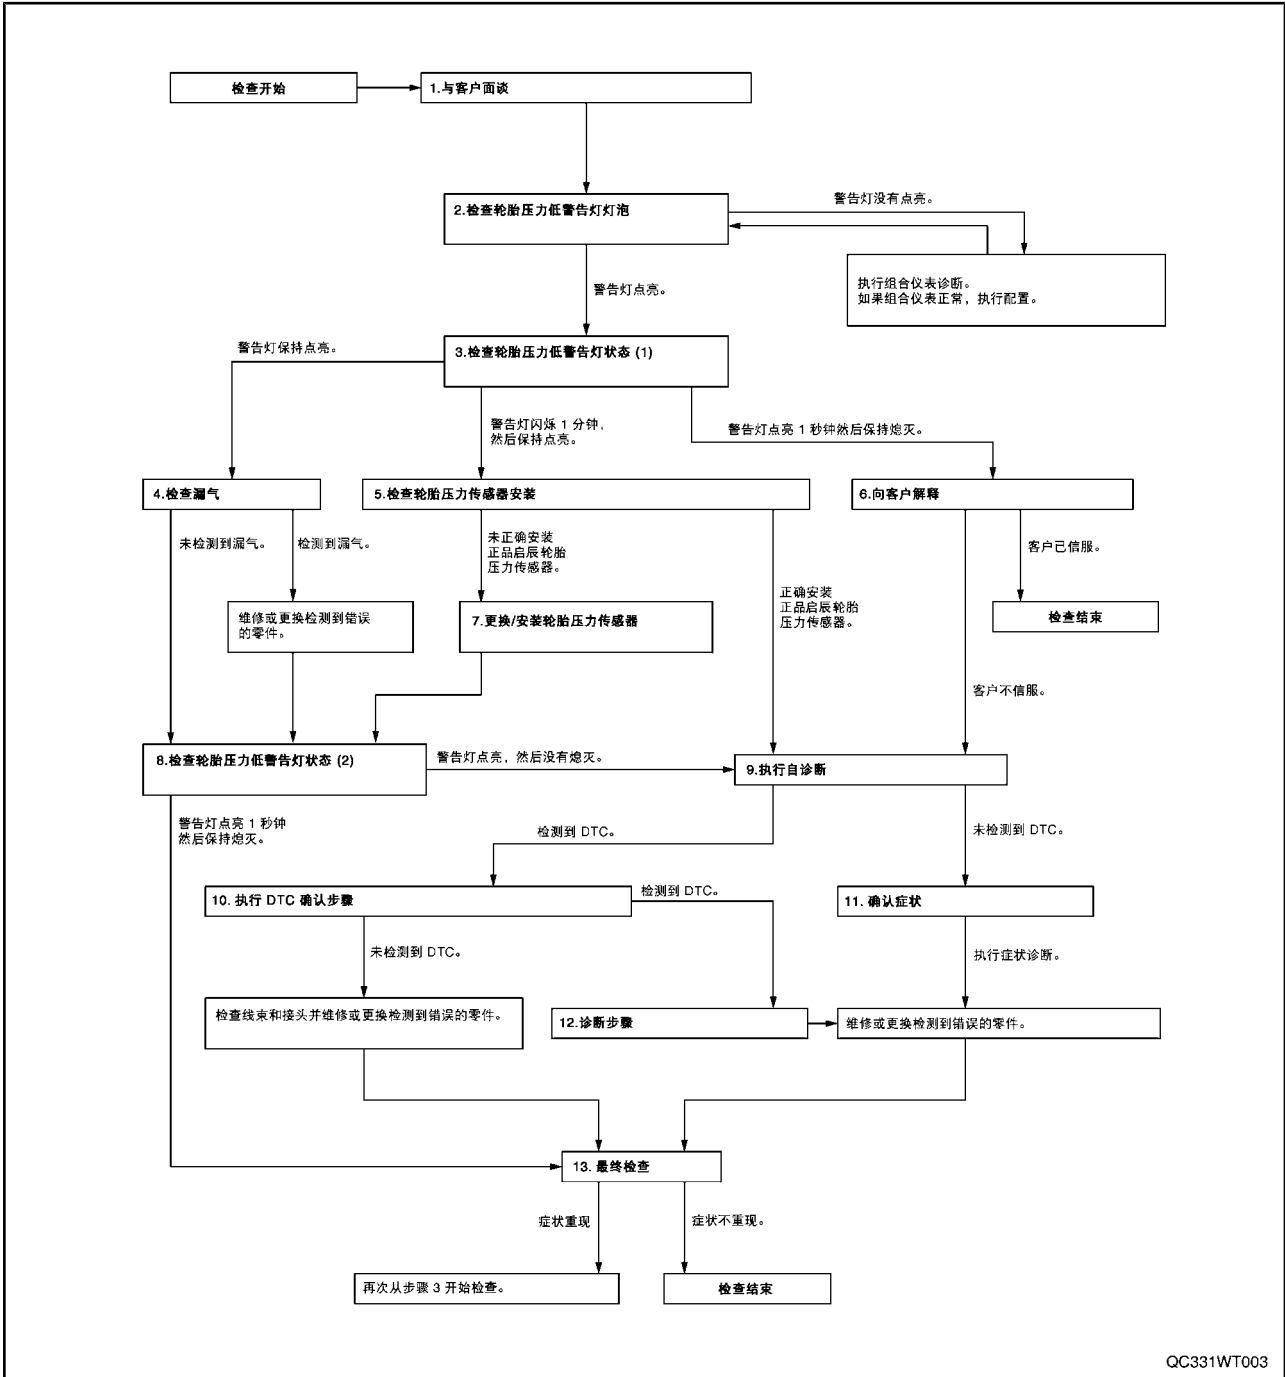 检查开始
1.与客户面谈
2.检查轮胎压力低警告灯灯泡
警告灯没有点亮。
执行组合仪表诊断。
如果组合仪表正常，执行配置。
警告灯点亮。
3.检查轮胎压力低警告灯状态 (1)
警告灯保持点亮。
警告灯闪烁 1 分钟，
然后保持点亮。
警告灯点亮 1 秒钟然后保持熄灭。
4.检查漏气
5.检查轮胎压力传感器安装
6.向客户解释
未检测到漏气。
检测到漏气。
未正确安装
正品启辰轮胎
压力传感器。
正确安装
正品启辰轮胎
压力传感器。
客户已信服。
维修或更换检测到错误
的零件。
7.更换/安装轮胎压力传感器
检查结束
客户不信服。
8.检查轮胎压力低警告灯状态 (2)
警告灯点亮，然后没有熄灭。
9.执行自诊断
警告灯点亮 1 秒钟
然后保持熄灭。
检测到 DTC。
未检测到 DTC。
10. 执行 DTC 确认步骤
检测到 DTC。
11. 确认症状
未检测到 DTC。
执行症状诊断。
检查线束和接头并维修或更换检测到错误的零件。
12.诊断步骤
维修或更换检测到错误的零件。
13. 最终检查
症状重现
症状不重现。
再次从步骤 3 开始检查。
检查结束
QC331WT003